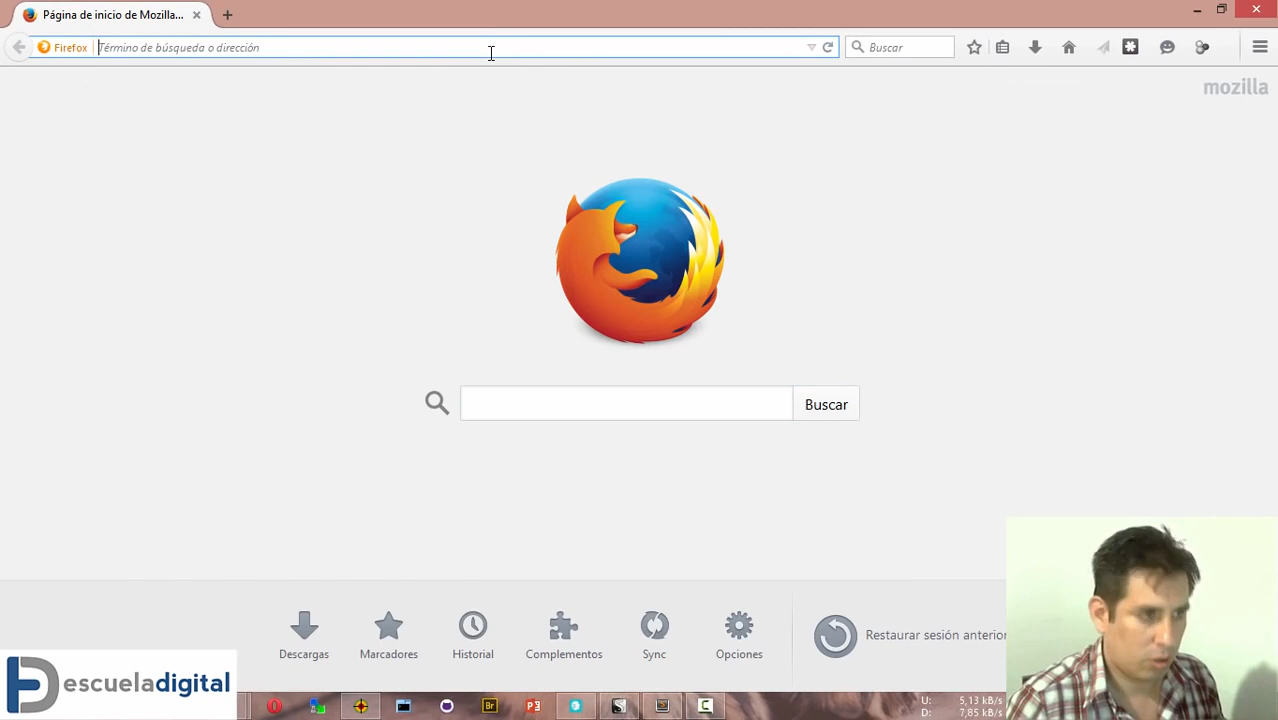 Página de inicio de Mozilla...
Firefox
Término de búsqueda o dirección
Buscar
mozilla
Buscar
Descargas
Marcadores
Historial
Complementos
Sync
Opciones
Restaurar sesión anterior
escueladigital
Br
U: 5,13 kB/s
D: 7,85 kB/s